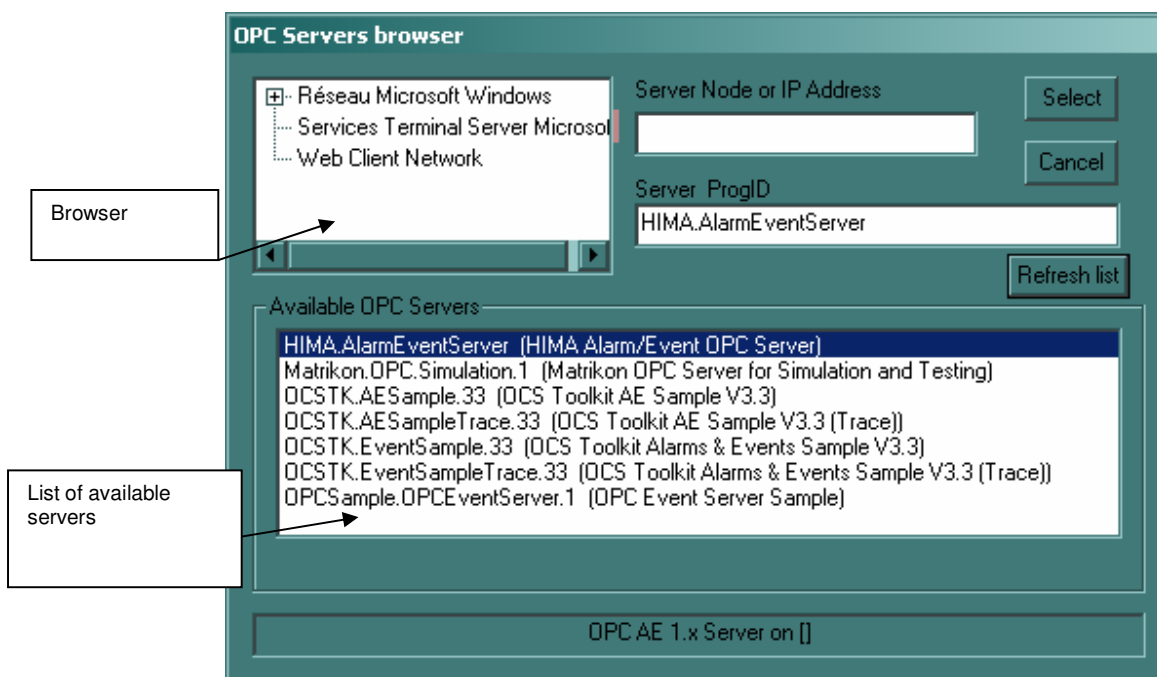 OPC Servers browser
Réseau Microsoft Windows
Services Terminal Server Microsof
Web Client Network
Server Node or IP Address
Select
Cancel
Server ProgID
HIMA.AlarmEventServer
Refresh list
Browser
Available OPC Servers
HIMA.AlarmEventServer (HIMA Alarm/Event OPC Server)
Matrikon.OPC.Simulation.1 (Matrikon OPC Server for Simulation and Testing)
OCSTK.AESample.33 (OCS Toolkit AE Sample V3.3)
OCSTK.AESampleTrace.33 (OCS Toolkit AE Sample V3.3 (Trace))
OCSTK.EventSample.33 (OCS Toolkit Alarms & Events Sample V3.3)
OCSTK.EventSampleTrace.33 (OCS Toolkit Alarms & Events Sample V3.3 (Trace))
OPCSample.OPCEventServer.1 (OPC Event Server Sample)
List of available
servers
OPC AE 1.x Server on []